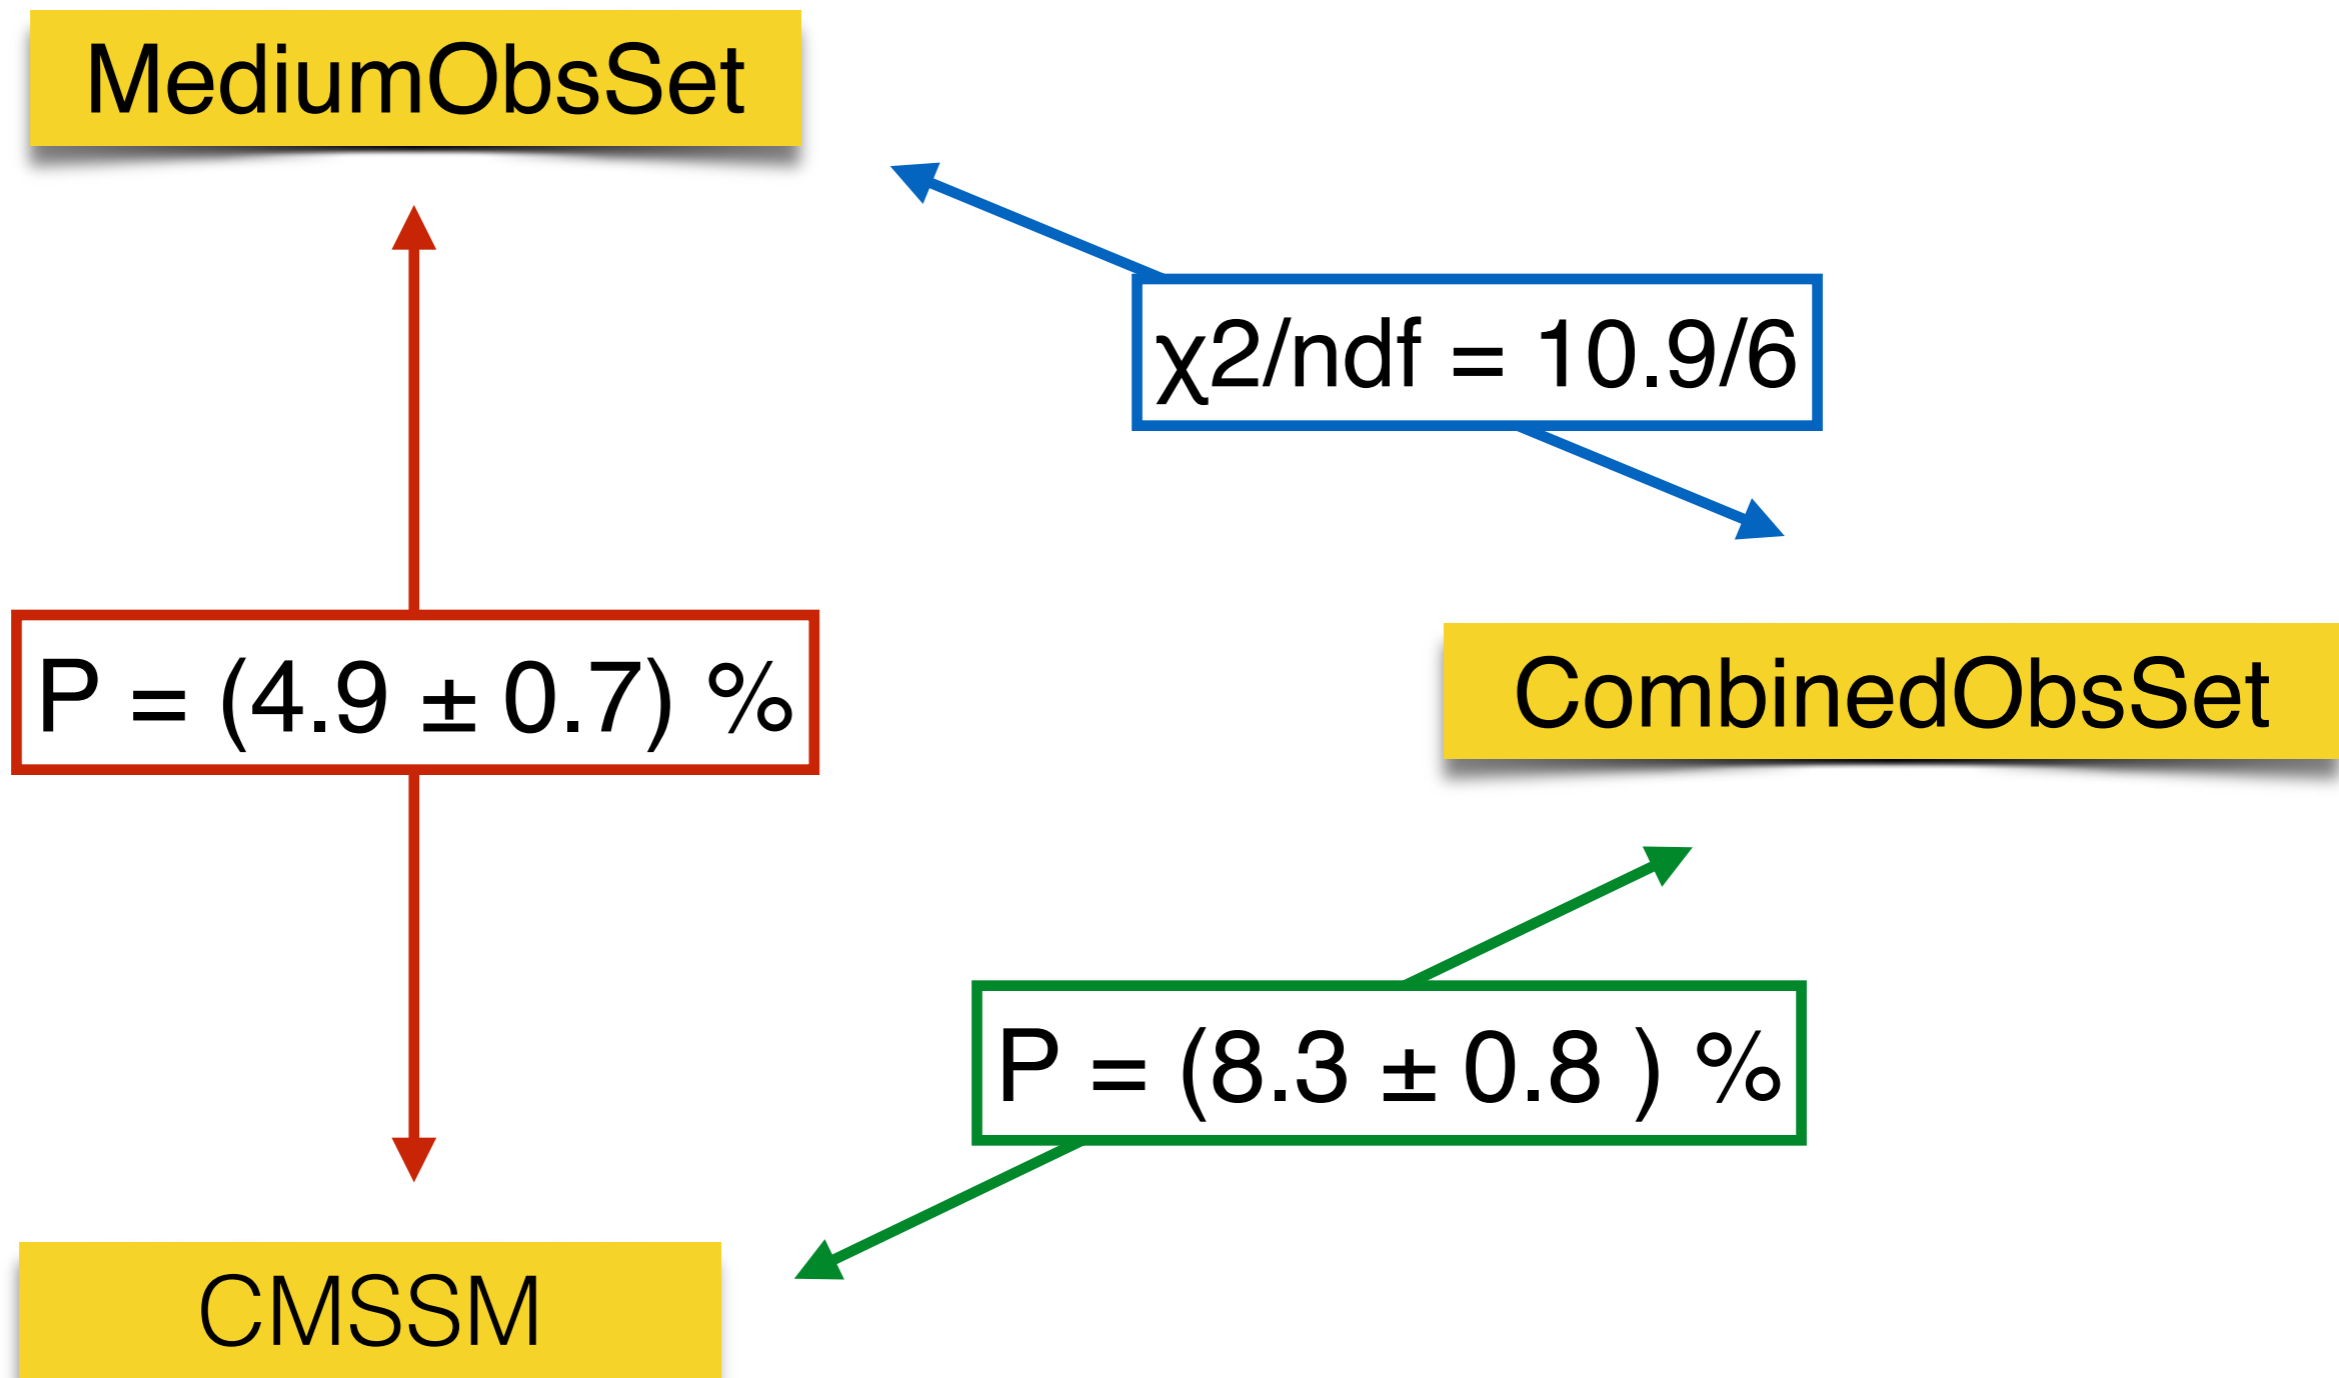 MediumObsSet
χ2/ndf = 10.9/6
P = (4.9 ± 0.7) %
CombinedObsSet
P = (8.3 ± 0.8 ) %
CMSSM